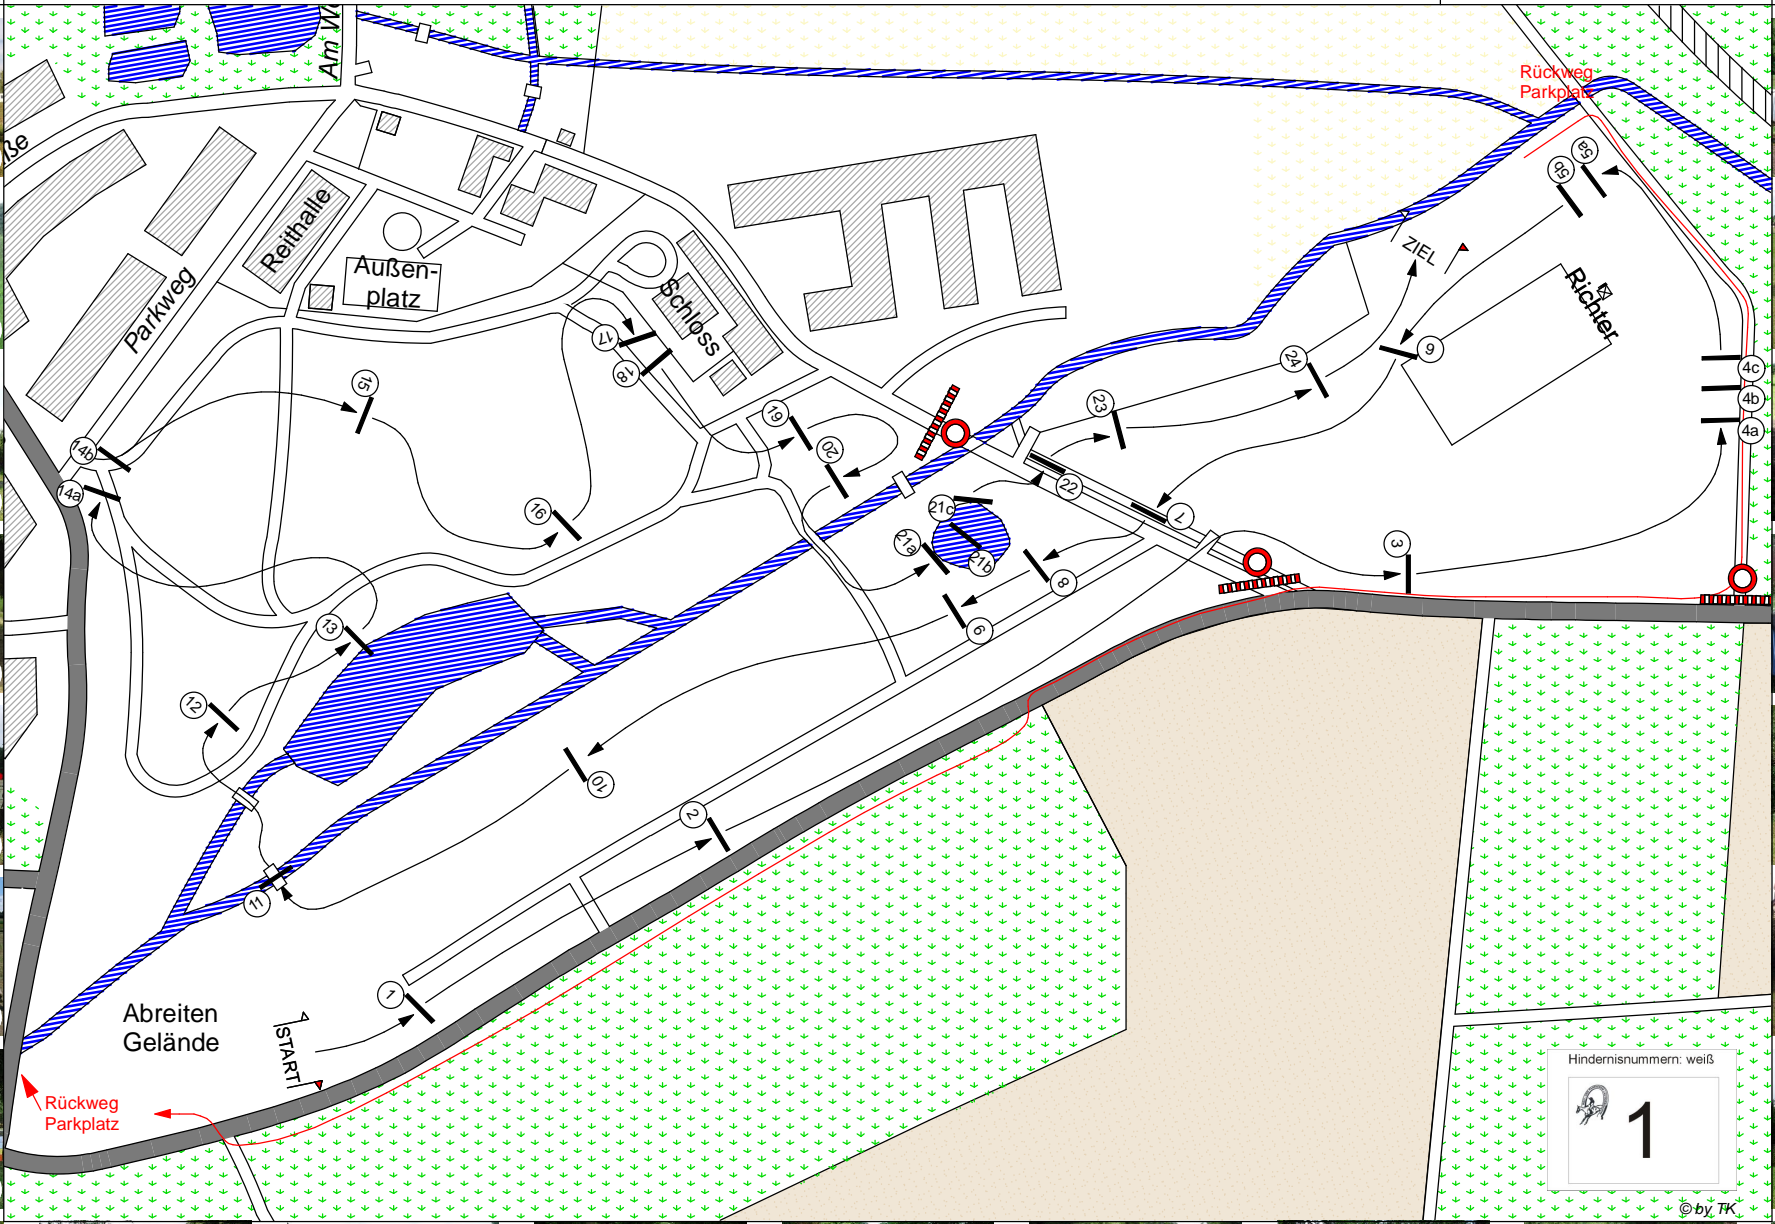 Am We
ße
Rückweg
Parkplatz
Reithalle
Außen-
platz
Parkweg
Schloss
ZIEL
Richter
5a
5b
17
18
15
6
24
4c
4b
4a
23
19
20
14b
14a
22
16
21c
7
21a
21b
3
8
9
13
12
10
2
11
1
Abreiten
Gelände
START
Rückweg
Parkplatz
Hindernisnummern: weiß
1
© by TK